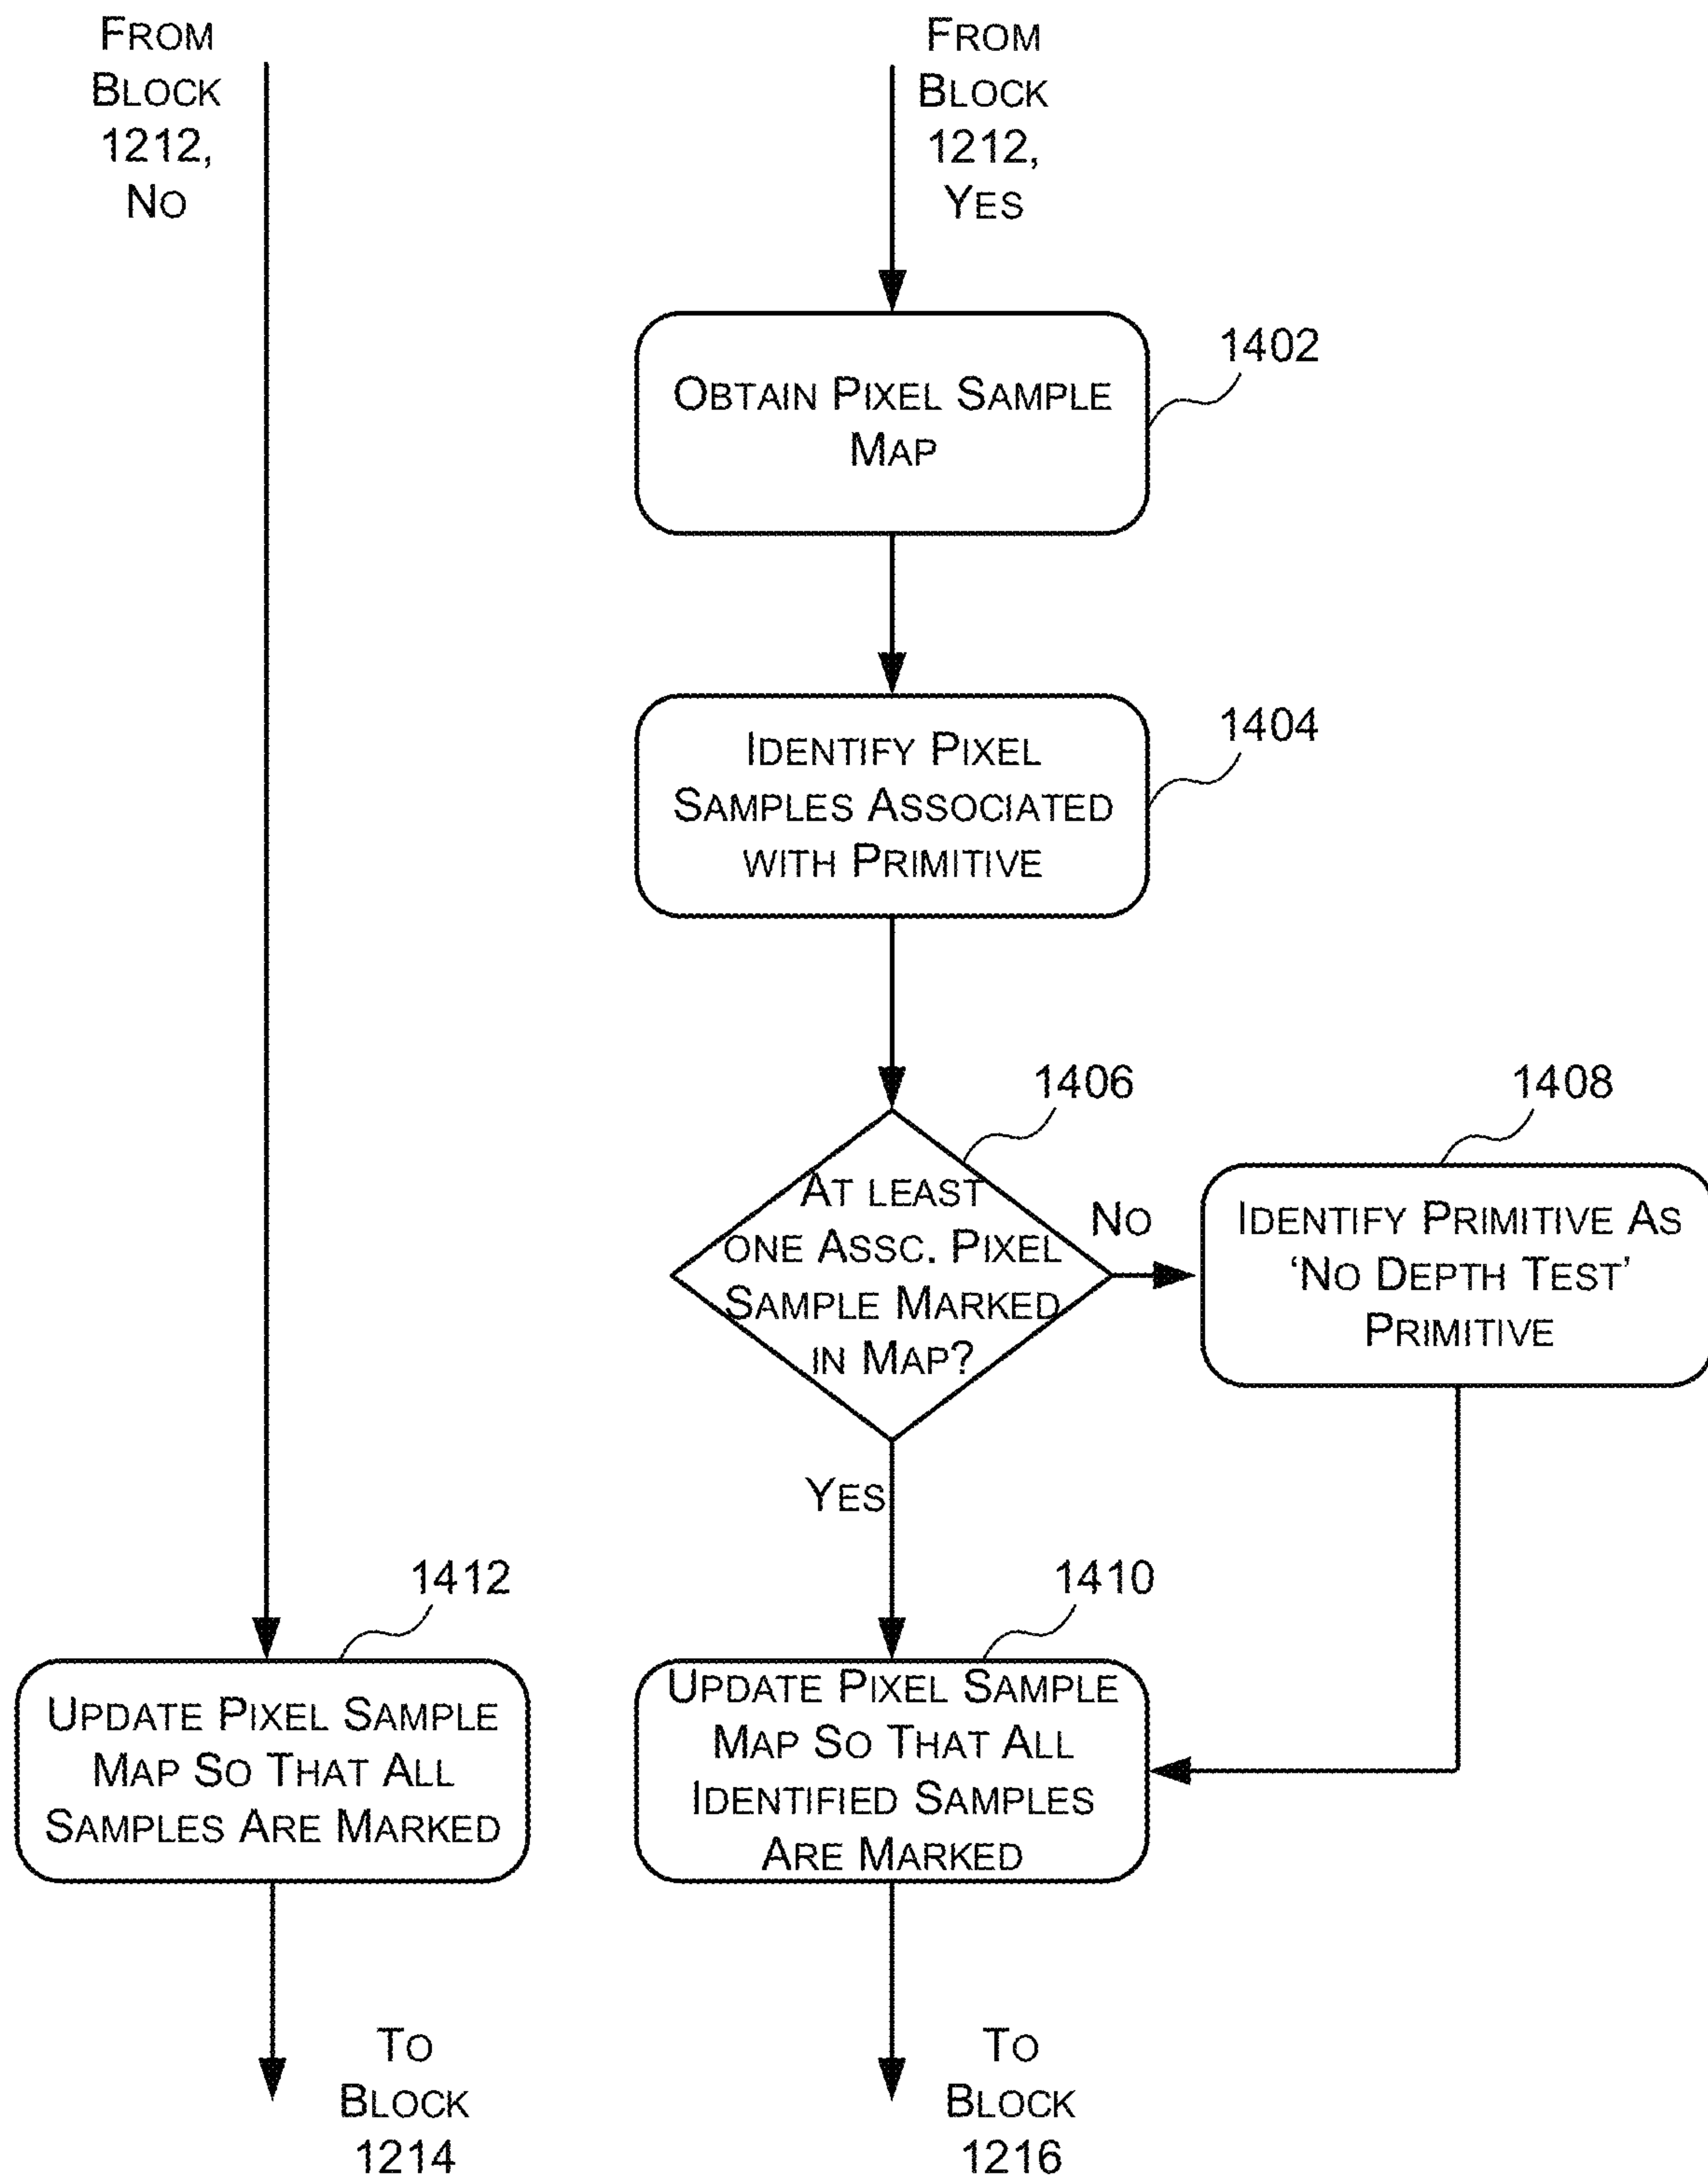 FROM
BLOCK
1212,
NO
FROM
BLOCK
1212,
YES
1402
OBTAIN PIXEL SAMPLE
MAP
1404
IDENTIFY PIXEL
SAMPLES ASSOCIATED
WITH PRIMITIVE
1406
AT LEAST
ONE ASSC. PIXEL
SAMPLE MARKED
IN MAP?
NO
1408
IDENTIFY PRIMITIVE AS
‘NO DEPTH TEST’
PRIMITIVE
YES
1412
UPDATE PIXEL SAMPLE
MAP SO THAT ALL
SAMPLES ARE MARKED
1410
UPDATE PIXEL SAMPLE
MAP SO THAT ALL
IDENTIFIED SAMPLES
ARE MARKED
TO
BLOCK
1214
TO
BLOCK
1216